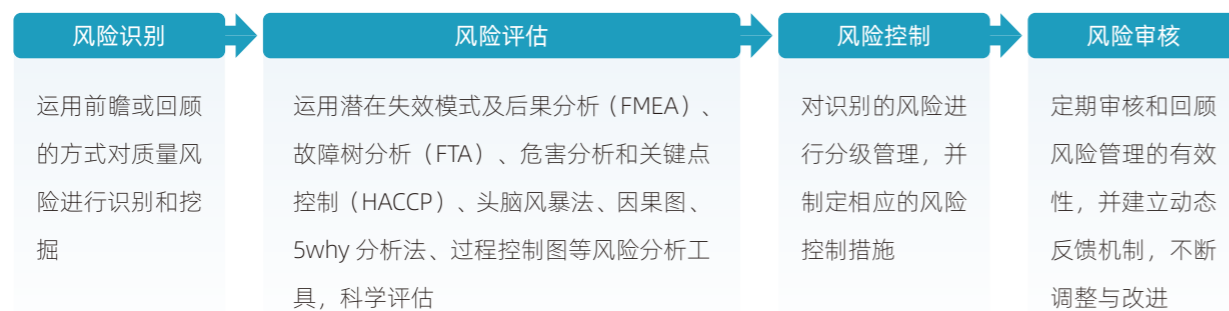 风险识别
运用前瞻或回顾
的方式对质量风
险进行识别和挖
掘
风险评估
运用潜在失效模式及后果分析（FMEA）、
故障树分析（FTA）、危害分析和关键点
控制（HACCP）、头脑风暴法、因果图、
5why 分析法、过程控制图等风险分析工
具，科学评估
风险控制
对识别的风险进
行分级管理，并
制定相应的风险
控制措施
风险审核
定期审核和回顾
风险管理的有效
性，并建立动态
反馈机制，不断
调整与改进